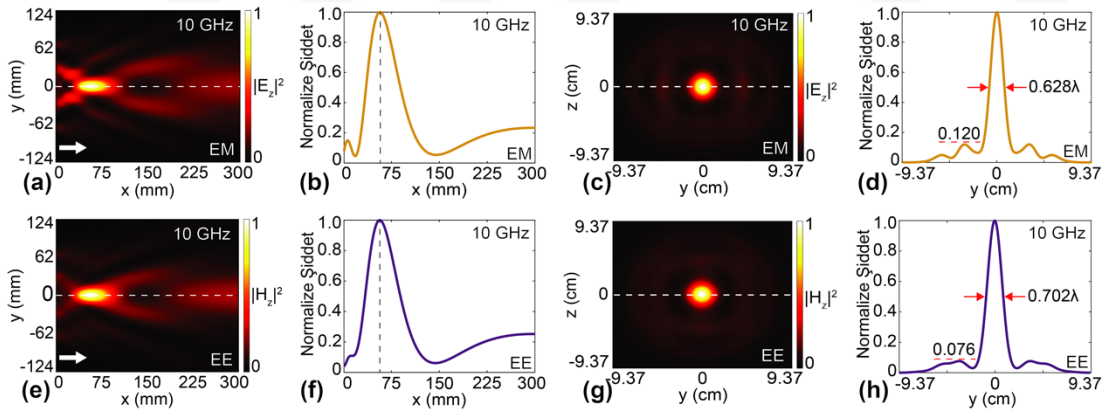 124
62
0
-62
-124
y (mm)
10 GHz
EM
0 75 150 225 300
x (mm)
(a)
1
|E_z|²
0
Normalize Şiddet
1.0
0.8
0.6
0.4
0.2
0
10 GHz
EM
0 75 150 225 300
x (mm)
(b)
9.37
0
-9.37
z (cm)
10 GHz
EM
-9.37 0 9.37
y (cm)
(c)
1
|E_z|²
0
Normalize Şiddet
1.0
0.8
0.6
0.4
0.2
0
10 GHz
0.628λ
0.120
EM
-9.37 0 9.37
y (cm)
(d)
124
62
0
-62
-124
y (mm)
10 GHz
EE
0 75 150 225 300
x (mm)
(e)
1
|H_z|²
0
Normalize Şiddet
1.0
0.8
0.6
0.4
0.2
0
10 GHz
EE
0 75 150 225 300
x (mm)
(f)
9.37
0
-9.37
z (cm)
10 GHz
EE
-9.37 0 9.37
y (cm)
(g)
1
|H_z|²
0
Normalize Şiddet
1.0
0.8
0.6
0.4
0.2
0
10 GHz
0.702λ
0.076
EE
-9.37 0 9.37
y (cm)
(h)